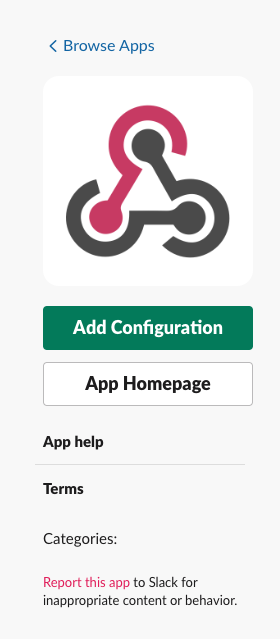 Browse Apps
Add Configuration
App Homepage
App help
Terms
Categories:
Report this app to Slack for
inappropriate content or behavior.